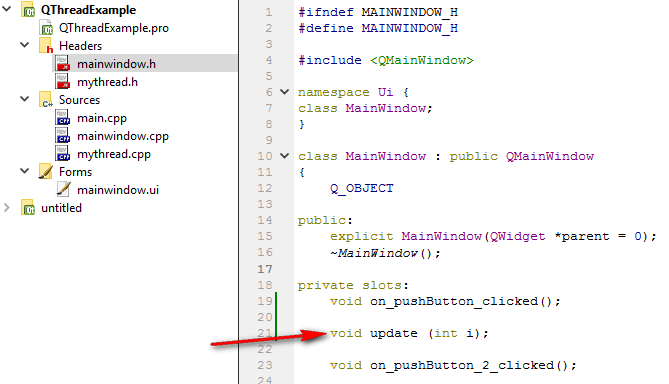 QThreadExample
QThreadExample.pro
Headers
mainwindow.h
mythread.h
Sources
main.cpp
mainwindow.cpp
mythread.cpp
Forms
mainwindow.ui
untitled
1 #ifndef MAINWINDOW_H
2 #define MAINWINDOW_H
3
4 #include <QMainWindow>
5
6 namespace Ui {
7 class MainWindow;
8 }
9
10 class MainWindow : public QMainWindow
11 {
12 Q_OBJECT
13
14 public:
15 explicit MainWindow(QWidget *parent = 0);
16 ~MainWindow();
17
18 private slots:
19 void on_pushButton_clicked();
20
21 void update (int i);
22
23 void on_pushButton_2_clicked();
24